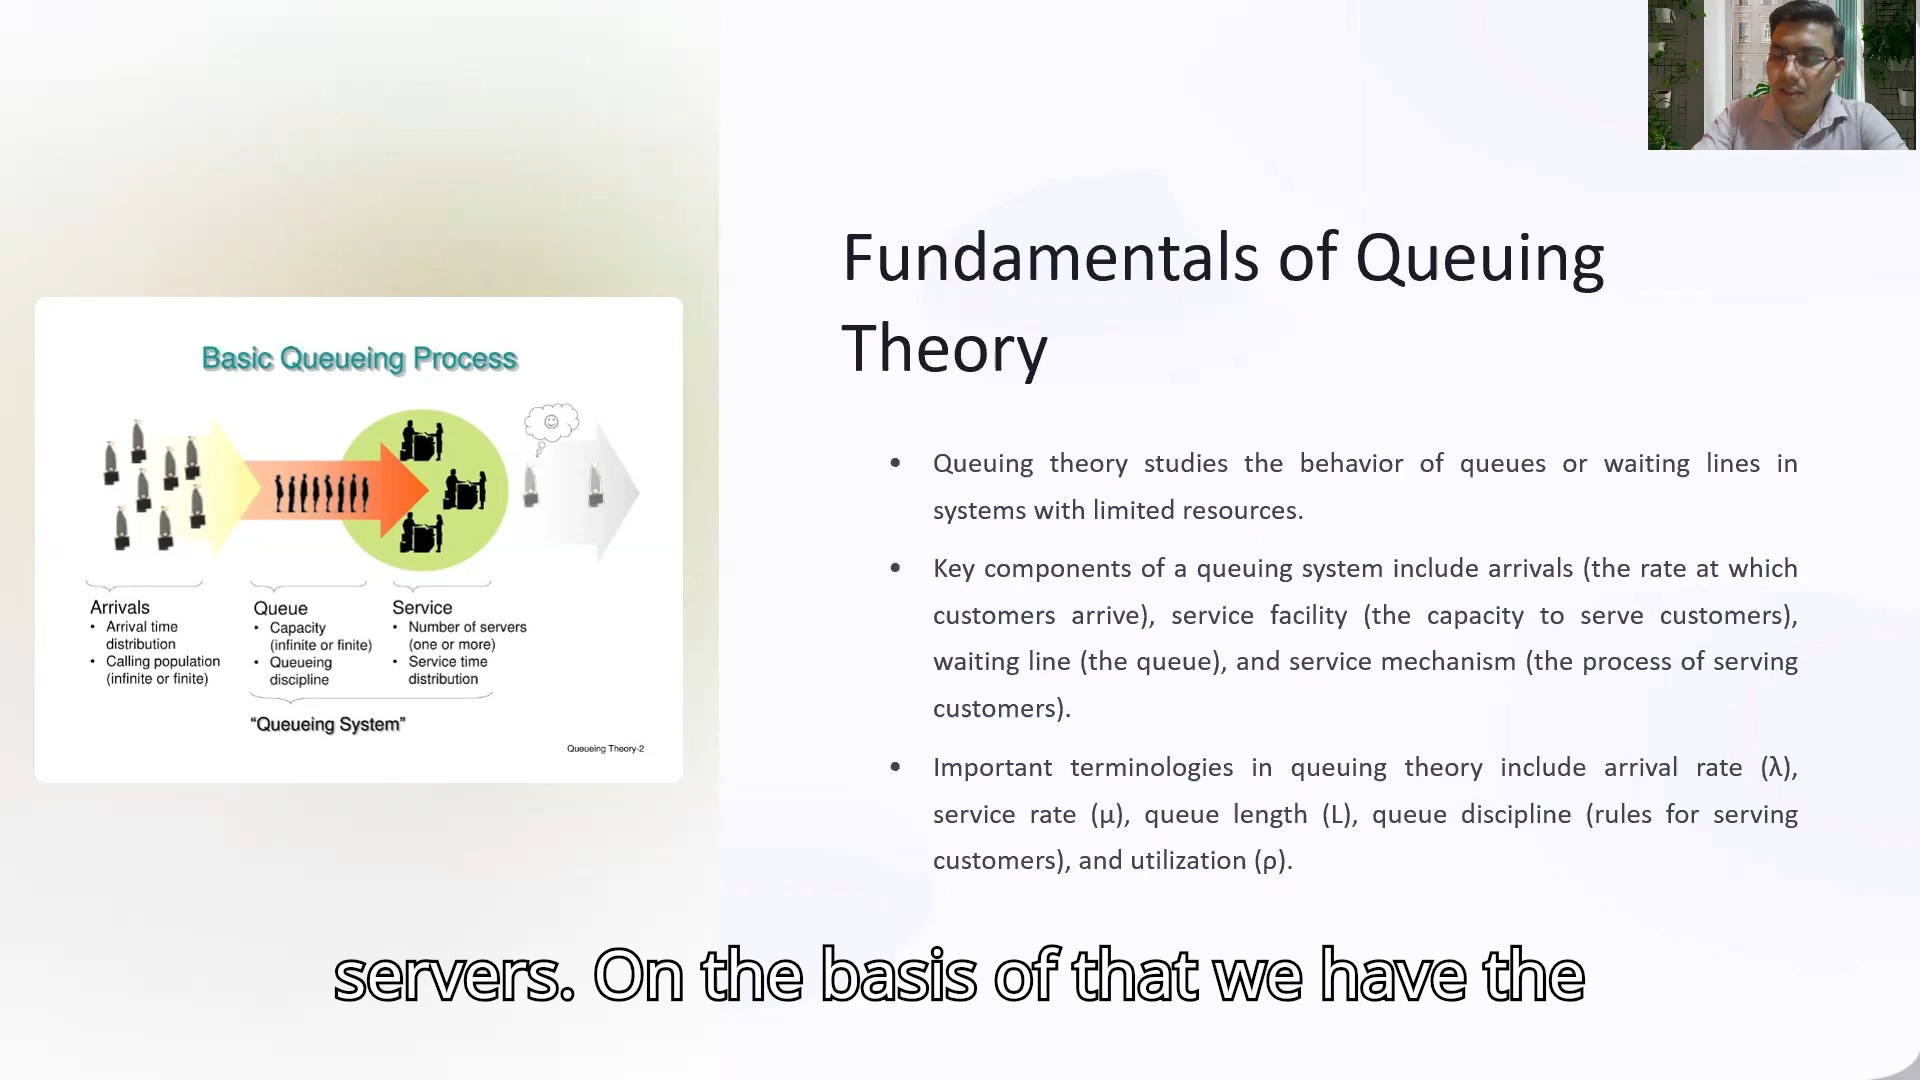 Basic Queueing Process
Arrivals
• Arrival time
distribution
• Calling population
(infinite or finite)
Queue
• Capacity
(infinite or finite)
• Queueing
discipline
Service
• Number of servers
(one or more)
• Service time
distribution
“Queueing System”
Queueing Theory-2
Fundamentals of Queuing
Theory
• Queuing theory studies the behavior of queues or waiting lines in
systems with limited resources.
• Key components of a queuing system include arrivals (the rate at which
customers arrive), service facility (the capacity to serve customers),
waiting line (the queue), and service mechanism (the process of serving
customers).
• Important terminologies in queuing theory include arrival rate (λ),
service rate (μ), queue length (L), queue discipline (rules for serving
customers), and utilization (ρ).
servers. On the basis of that we have the